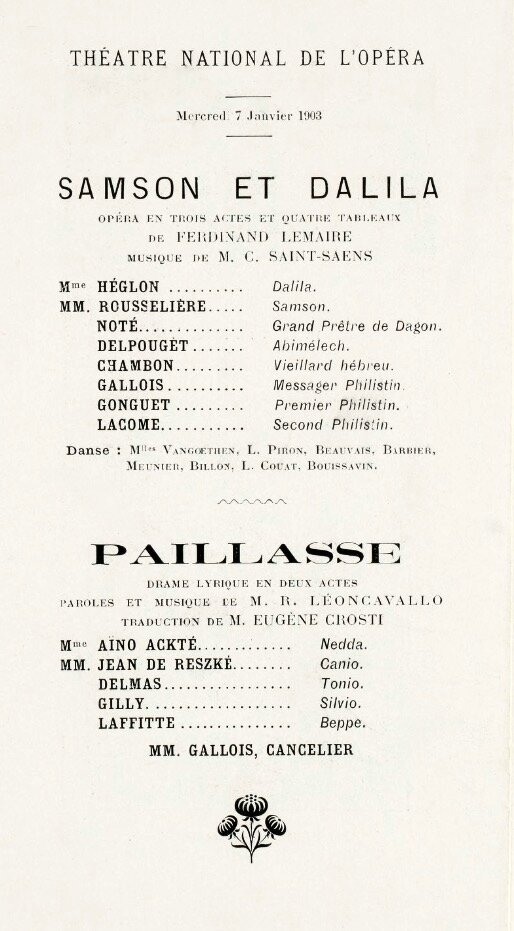 THÉATRE NATIONAL DE L'OPÉRA
Mercredi 7 Janvier 1903
SAMSON ET DALILA
OPÉRA EN TROIS ACTES ET QUATRE TABLEAUX
DE FERDINAND LEMAIRE
MUSIQUE DE M. C. SAINT-SAENS
Mme HÉGLON .......... Dalila.
MM. ROUSSELIÈRE..... Samson.
NOTÉ............ Grand Prêtre de Dagon.
DELPOUGET ....... Abimélech.
CHAMBON......... Vieillard hébreu.
GALLOIS .......... Messager Philistin.
GONGUET ......... Premier Philistin.
LACOME........... Second Philistin.
Danse : Mlles VANGŒTHEN, L. PIRON, BEAUVAIS, BARBIER,
MEUNIER, BILLON, L. COUAT, BOUISSAVIN.
PAILLASSE
DRAME LYRIQUE EN DEUX ACTES
PAROLES ET MUSIQUE DE M. R. LÉONCAVALLO
TRADUCTION DE M. EUGÈNE CROSTI
Mme AÏNO ACKTÉ............ Nedda.
MM. JEAN DE RESZKÉ........ Canio.
DELMAS................ Tonio.
GILLY. ................. Silvio.
LAFFITTE .............. Beppe.
MM. GALLOIS, CANCELIER